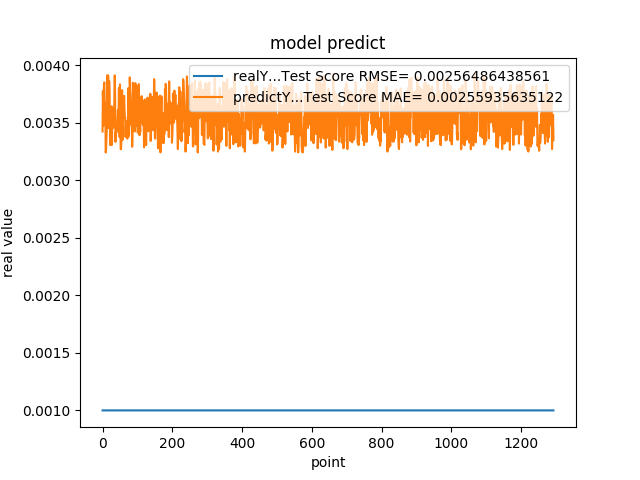 model predict
realY...Test Score RMSE= 0.00256486438561
predictY...Test Score MAE= 0.00255935635122
0.0040
0.0035
0.0030
0.0025
0.0020
0.0015
0.0010
real value
0 200 400 600 800 1000 1200
point